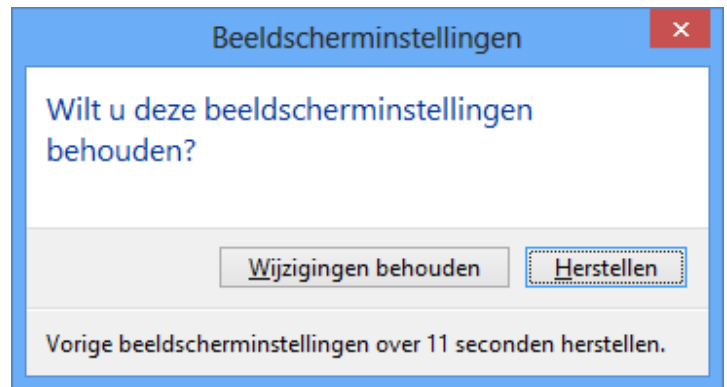 Beeldscherminstellingen
Wilt u deze beeldscherminstellingen
behouden?
Wijzigingen behouden
Herstellen
Vorige beeldscherminstellingen over 11 seconden herstellen.